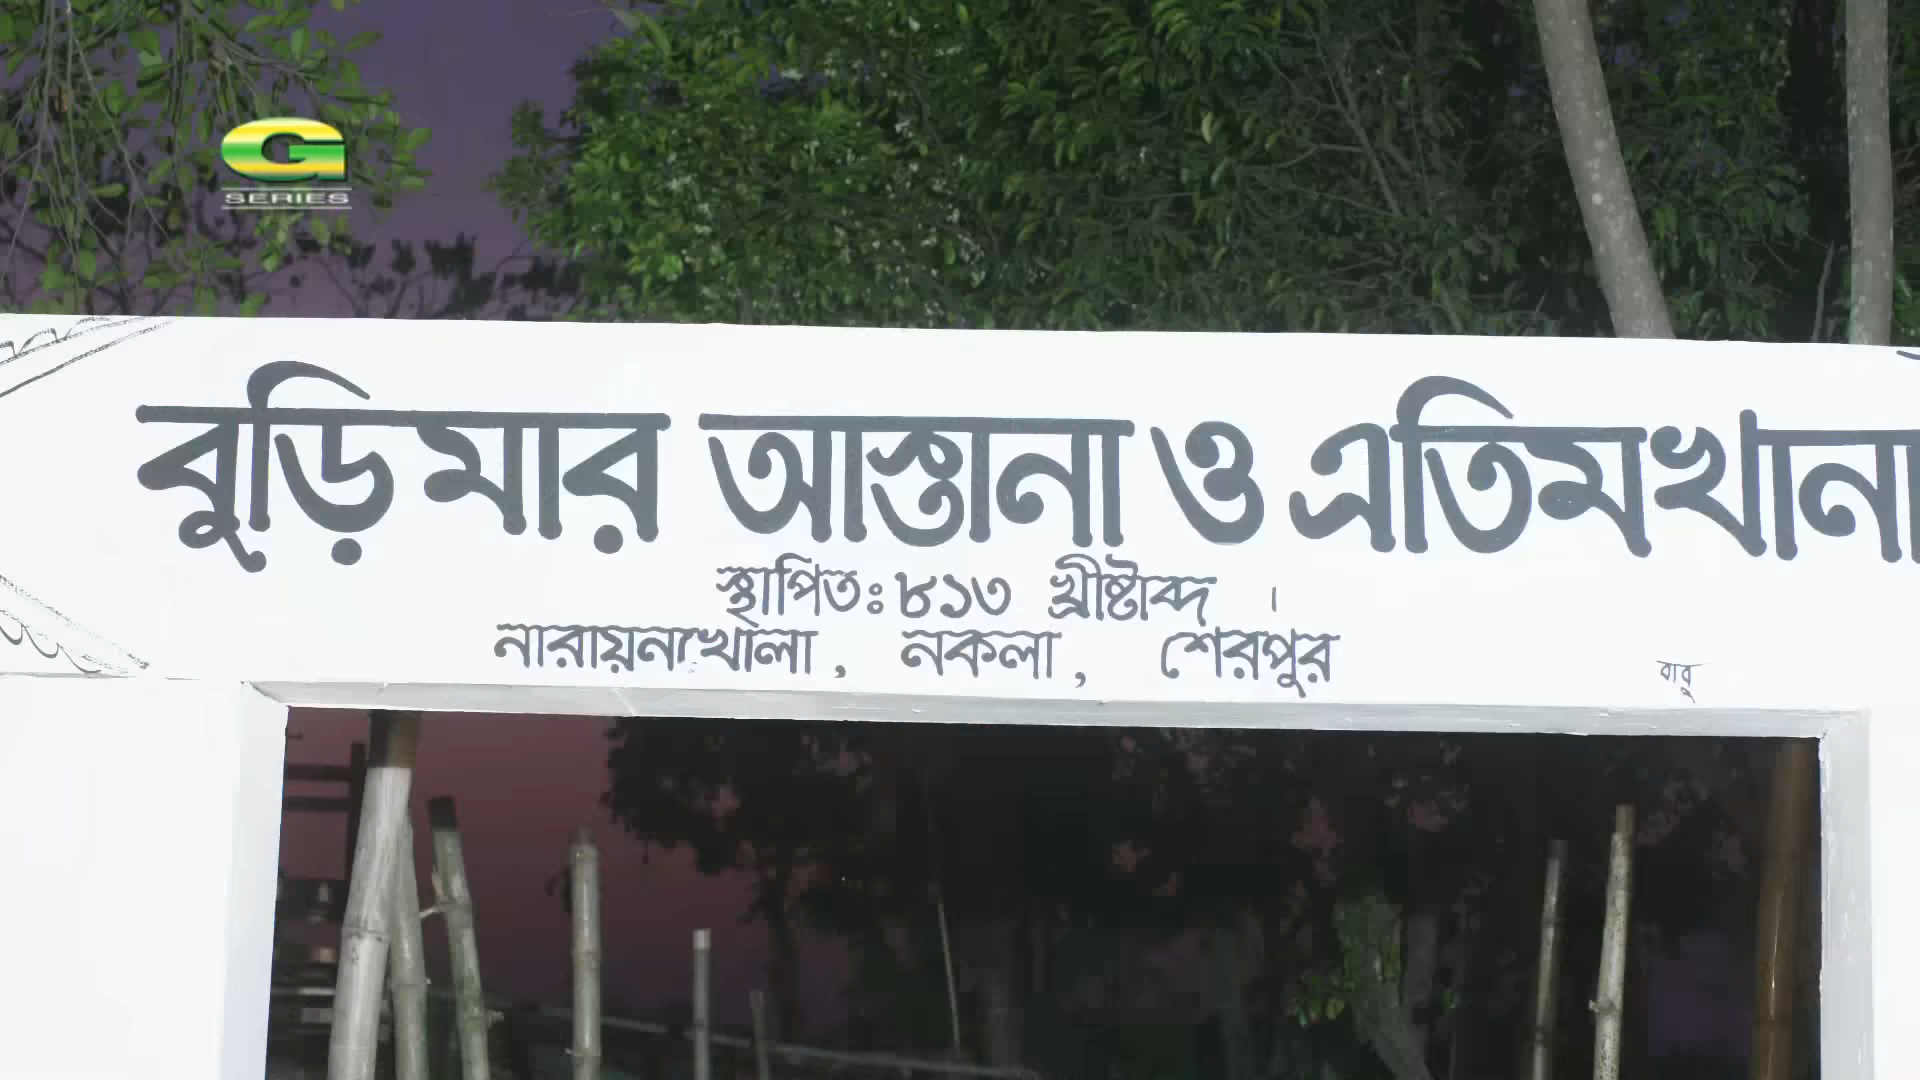 G
SERIES
বুড়িমার আস্তানা ও এতিমখানা
স্থাপিতঃ ৮১৩ খ্রীষ্টাব্দ ।
নারায়নখোলা, নকলা, শেরপুর
বাবু